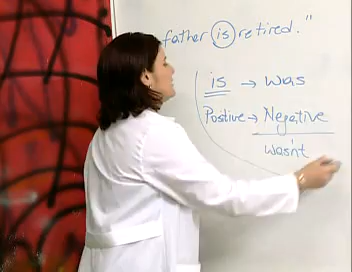 father is retired."
is → was
Positive → Negative
wasn't